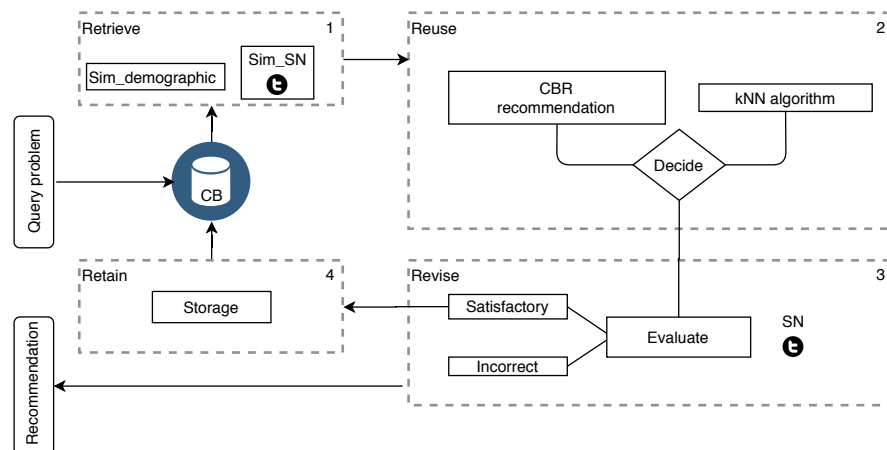 Retrieve
1
Sim_demographic
Sim_SN
Reuse
2
CBR
recommendation
kNN algorithm
Decide
Query problem
CB
Retain
4
Storage
Revise
3
Satisfactory
Incorrect
Evaluate
SN
Recommendation